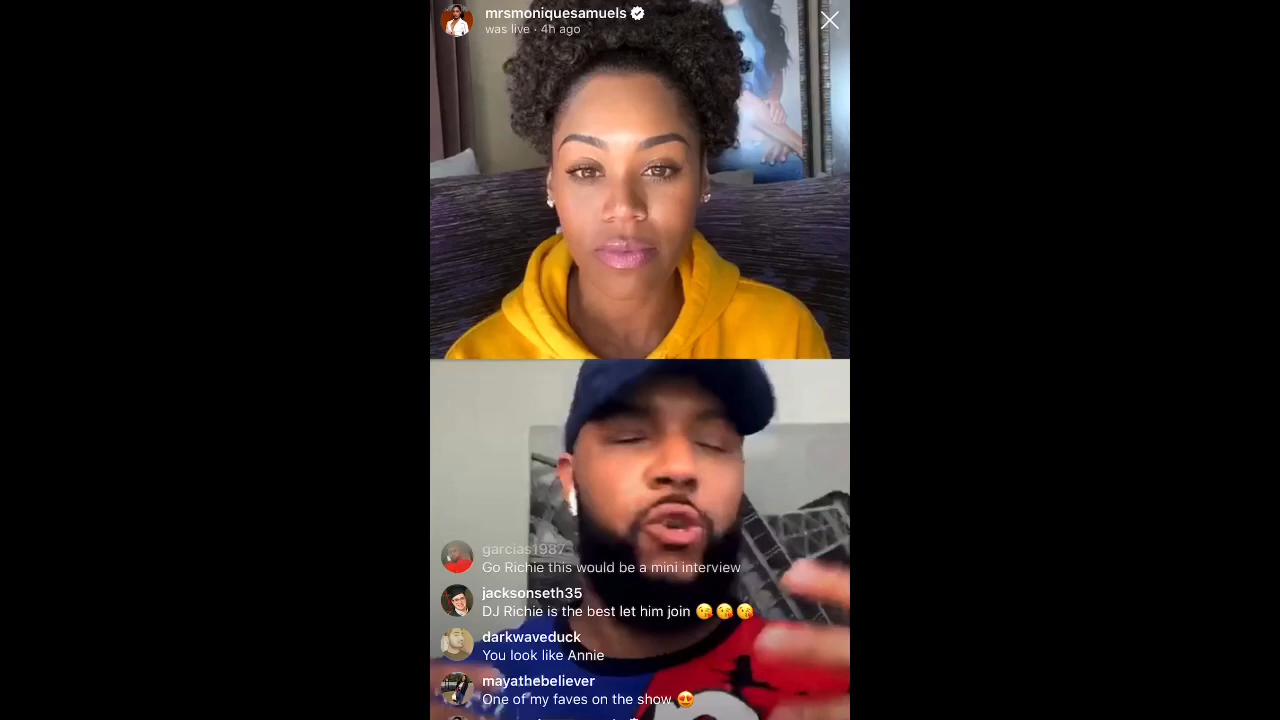 mrsmoniquesamuels
was live · 4h ago
garcias1987
Go Richie this would be a mini interview
jacksonseth35
DJ Richie is the best let him join 😘😘😘
darkwaveduck
You look like Annie
mayathebeliever
One of my faves on the show 😍